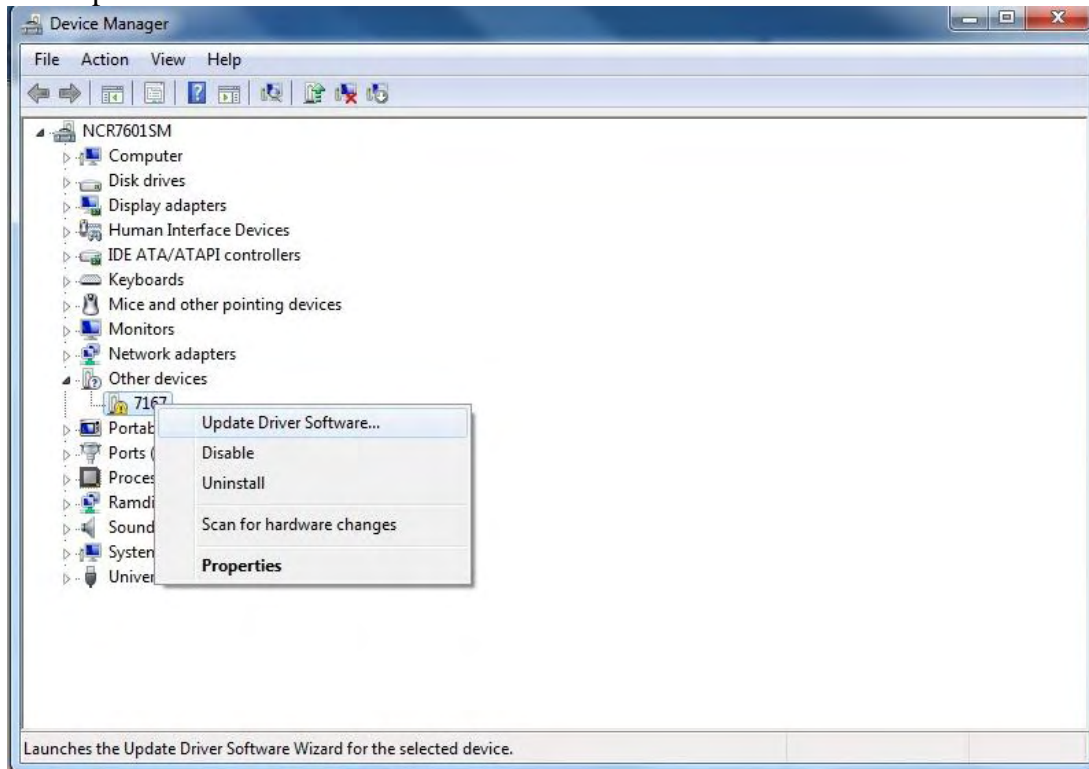 Device Manager
File Action View Help
NCR7601SM
Computer
Disk drives
Display adapters
Human Interface Devices
IDE ATA/ATAPI controllers
Keyboards
Mice and other pointing devices
Monitors
Network adapters
Other devices
7167
Update Driver Software...
Disable
Uninstall
Scan for hardware changes
Properties
Portab
Ports (
Proces
Ramdi
Sound
System
Univer
Launches the Update Driver Software Wizard for the selected device.